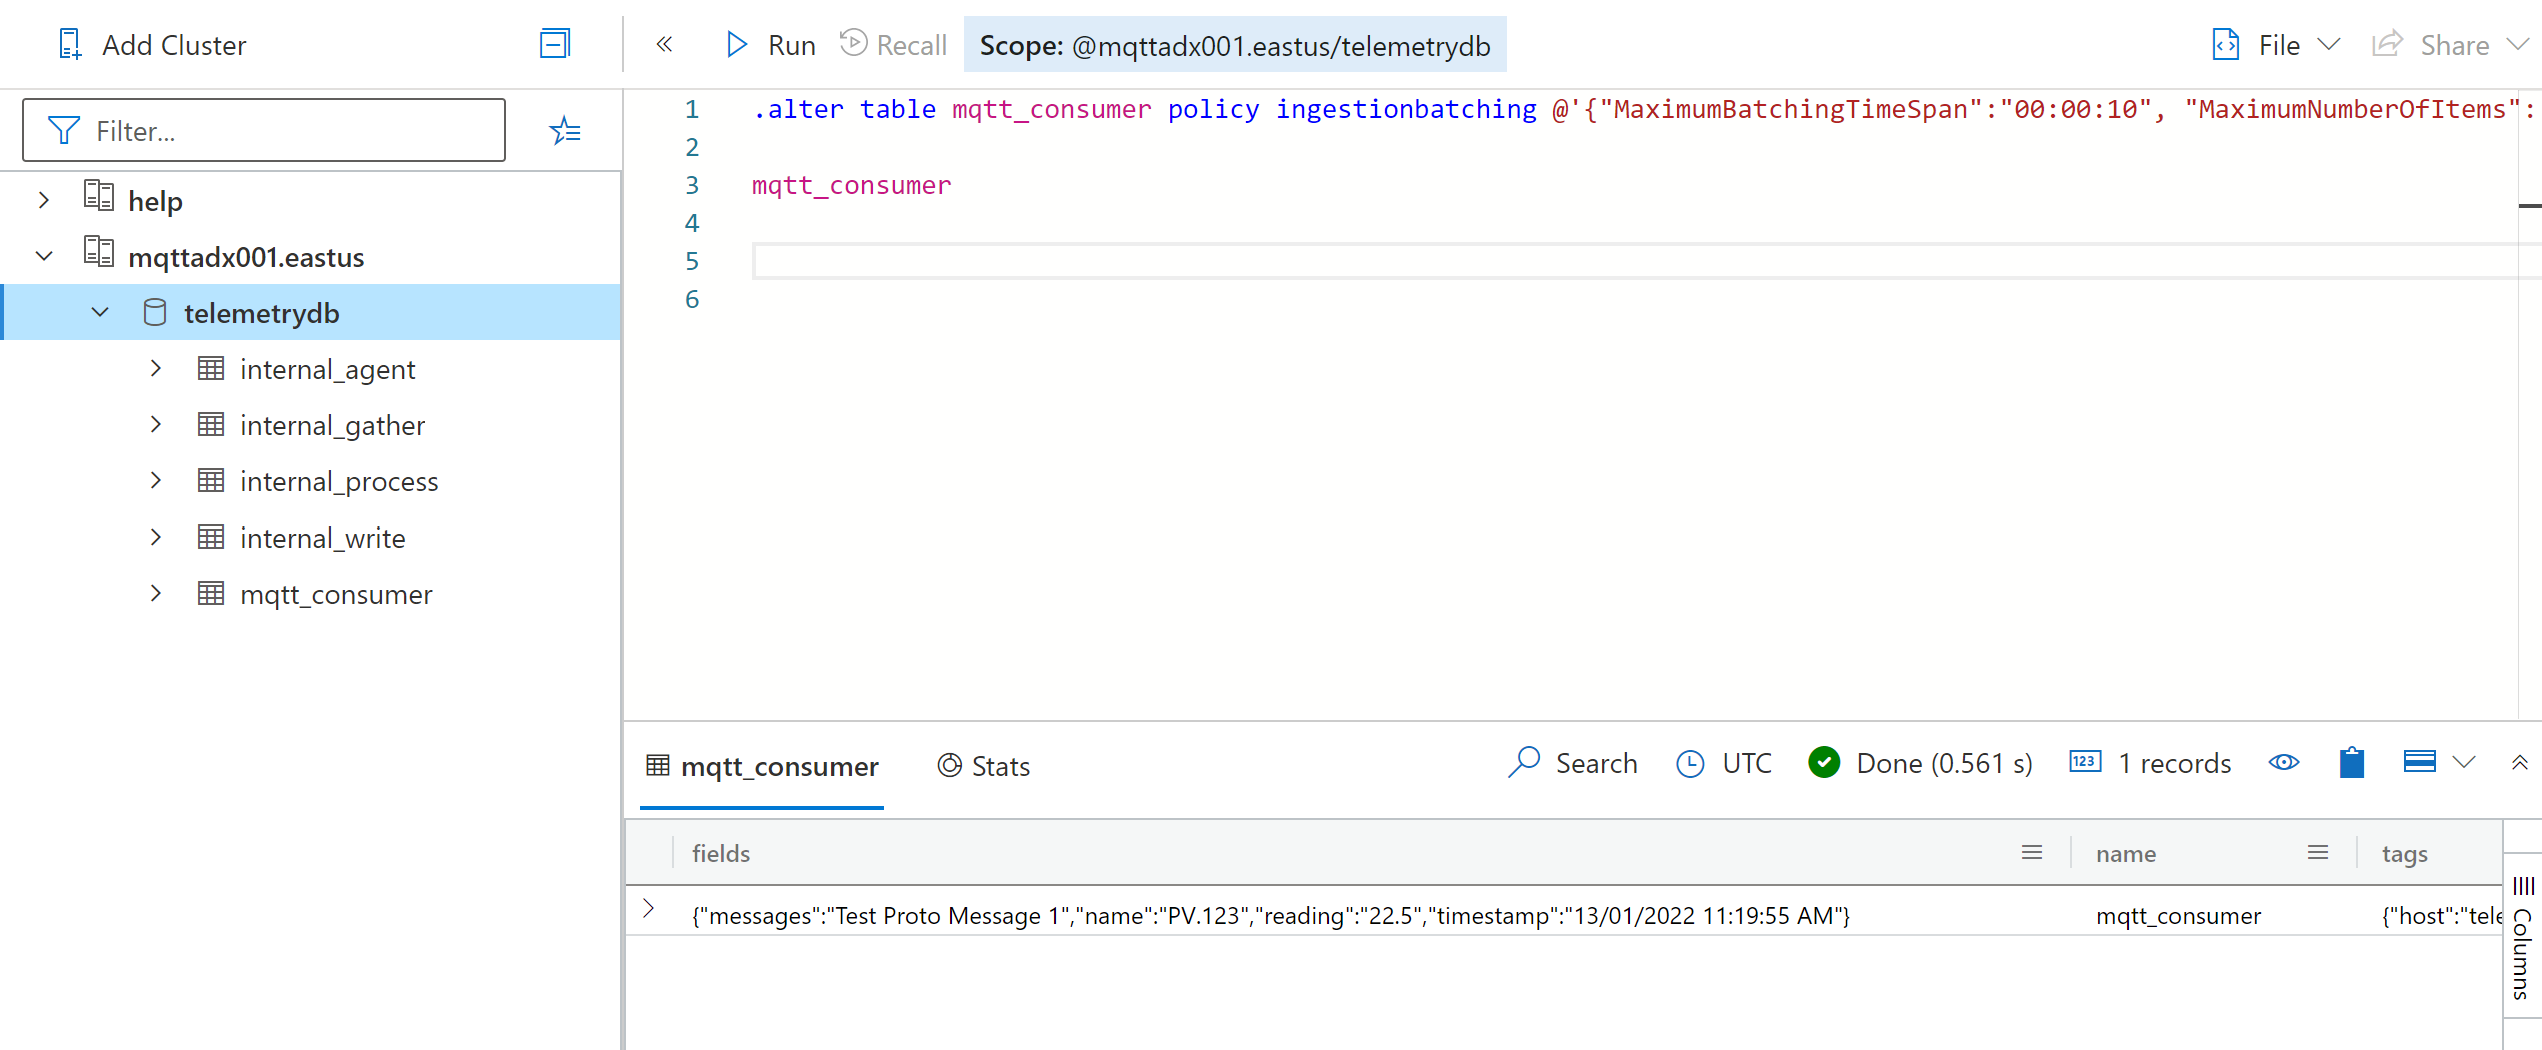 Add Cluster
Run Recall Scope: @mqttadx001.eastus/telemetrydb File Share
Filter...
help
mqttadx001.eastus
telemetrydb
internal_agent
internal_gather
internal_process
internal_write
mqtt_consumer
1 .alter table mqtt_consumer policy ingestionbatching @'{"MaximumBatchingTimeSpan":"00:00:10", "MaximumNumberOfItems":
2
3 mqtt_consumer
4
5
6
mqtt_consumer Stats Search UTC Done (0.561 s) 123 1 records
fields name tags
{"messages":"Test Proto Message 1","name":"PV.123","reading":"22.5","timestamp":"13/01/2022 11:19:55 AM"} mqtt_consumer {"host":"tele
Columns